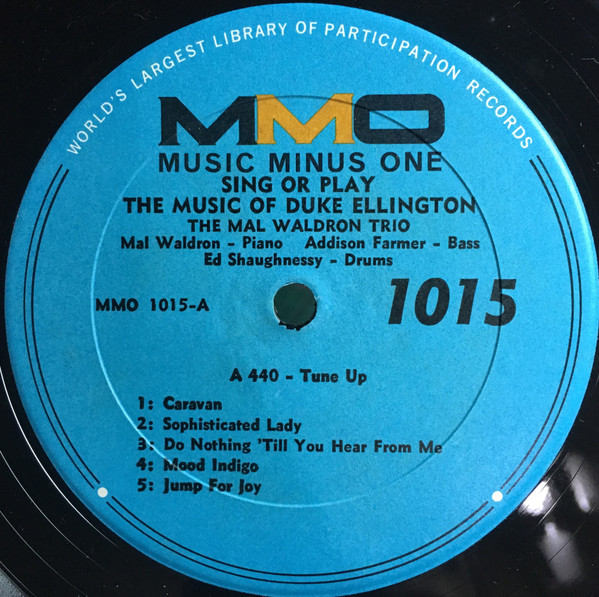 WORLD'S LARGEST LIBRARY OF PARTICIPATION RECORDS
MMO
MUSIC MINUS ONE
SING OR PLAY
THE MUSIC OF DUKE ELLINGTON
THE MAL WALDRON TRIO
Mal Waldron - Piano Addison Farmer - Bass
Ed Shaughnessy - Drums
MMO 1015-A 1015
A 440 - Tune Up
1: Caravan
2: Sophisticated Lady
3: Do Nothing 'Till You Hear From Me
4: Mood Indigo
5: Jump For Joy